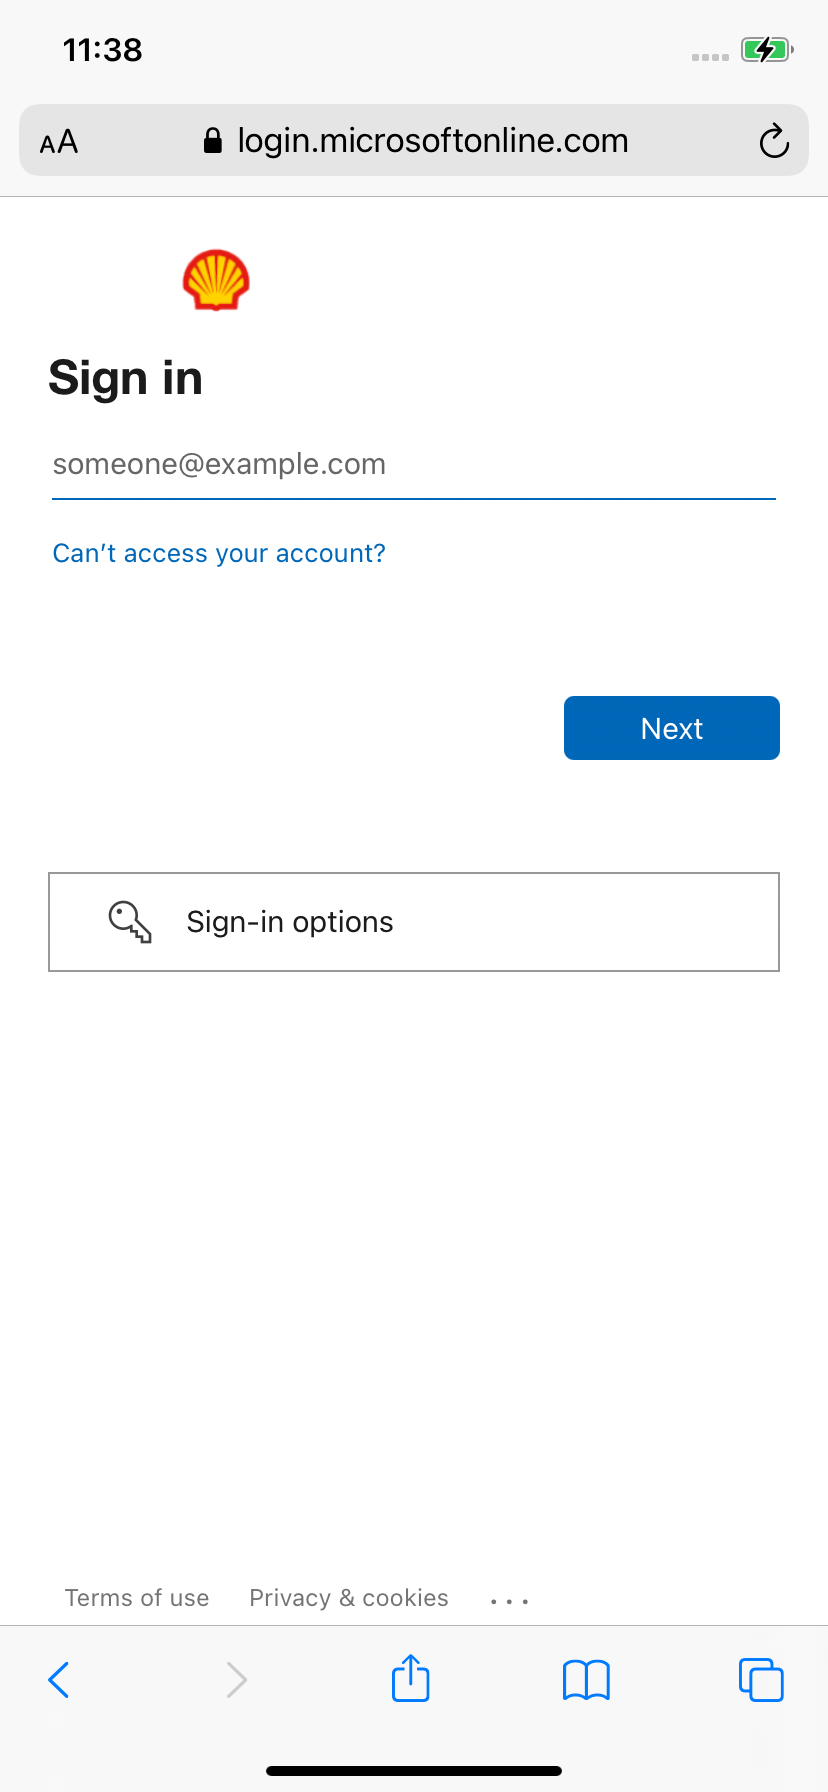 11:38
AA login.microsoftonline.com
Sign in
someone@example.com
Can't access your account?
Next
Sign-in options
Terms of use Privacy & cookies ...